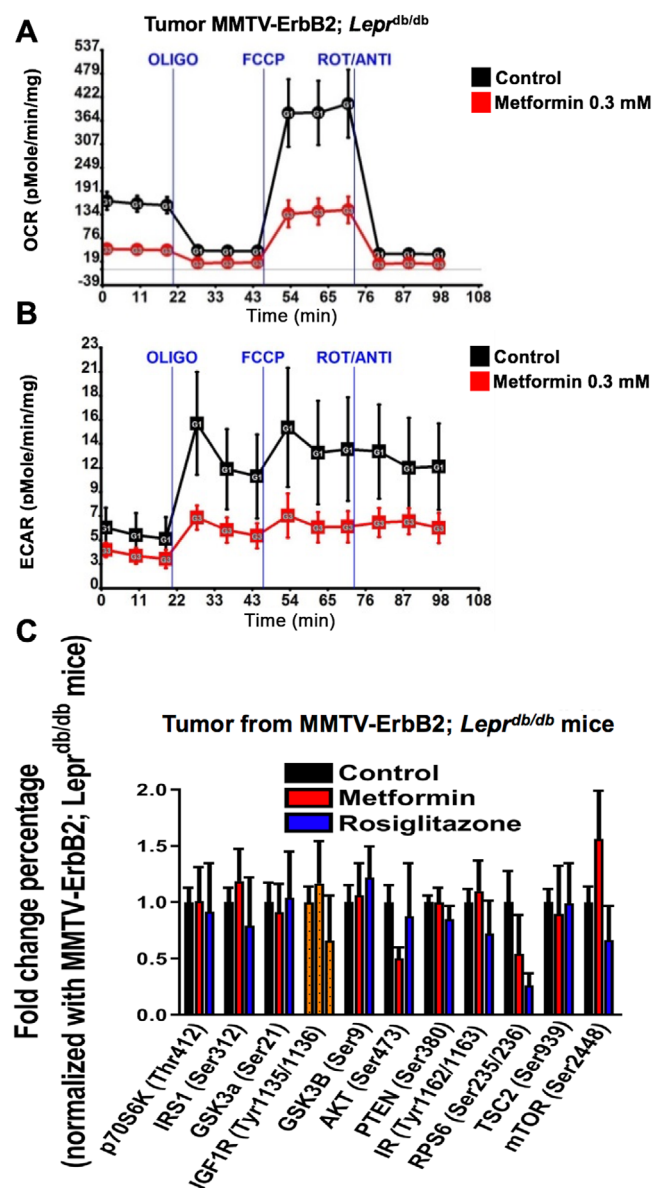 A
Tumor MMTV-ErbB2; Lepr^db/db
537
479
422
364
307
249
191
134
76
19
-39
OCR (pMole/min/mg)
OLIGO
FCCP
ROT/ANTI
Control
Metformin 0.3 mM
0
11
22
33
43
54
65
76
87
98
108
Time (min)
B
23
21
18
16
14
12
9
7
5
3
0
ECAR (pMole/min/mg)
OLIGO
FCCP
ROT/ANTI
Control
Metformin 0.3 mM
0
11
22
33
43
54
65
76
87
98
108
Time (min)
C
Fold change percentage
(normalized with MMTV-ErbB2; Lepr^db/db mice)
Tumor from MMTV-ErbB2; Lepr^db/db mice
Control
Metformin
Rosiglitazone
2.0
1.5
1.0
0.5
0.0
p70S6K (Thr412)
IRS1 (Ser312)
GSK3a (Ser21)
IGF1R (Tyr1135/1136)
GSK3B (Ser9)
AKT (Ser473)
PTEN (Ser380)
IR (Tyr1162/1163)
RPS6 (Ser235/236)
TSC2 (Ser939)
mTOR (Ser2448)